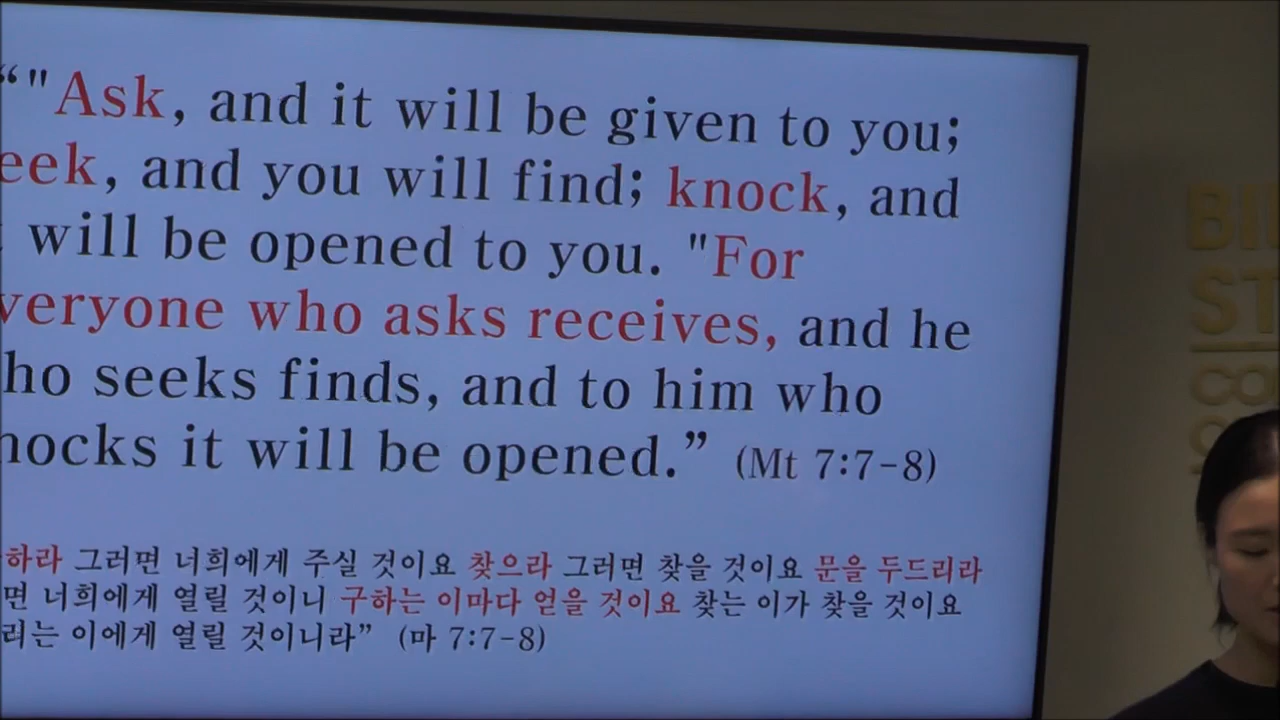 “"Ask, and it will be given to you;
eek, and you will find; knock, and
will be opened to you. "For
veryone who asks receives, and he
ho seeks finds, and to him who
nocks it will be opened.” (Mt 7:7-8)
하라 그러면 너희에게 주실 것이요 찾으라 그러면 찾을 것이요 문을 두드리라
면 너희에게 열릴 것이니 구하는 이마다 얻을 것이요 찾는 이가 찾을 것이요
리는 이에게 열릴 것이니라” (마 7:7-8)
BI
ST
CO